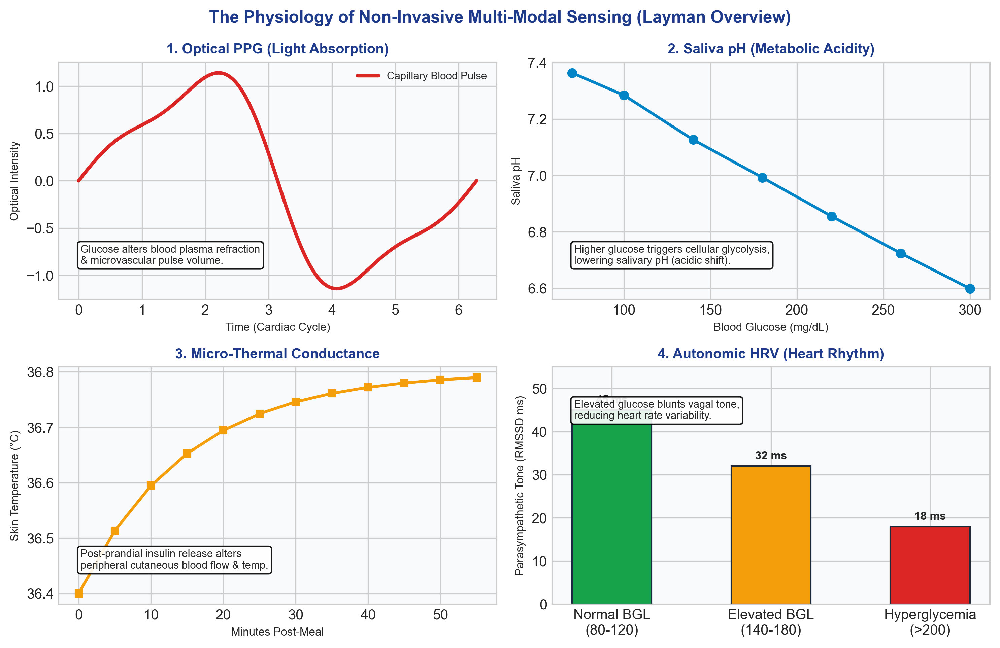 The Physiology of Non-Invasive Multi-Modal Sensing (Layman Overview)
1. Optical PPG (Light Absorption)
Optical Intensity
1.0
0.5
0.0
−0.5
−1.0
Capillary Blood Pulse
Glucose alters blood plasma refraction
& microvascular pulse volume.
0 1 2 3 4 5 6
Time (Cardiac Cycle)
2. Saliva pH (Metabolic Acidity)
Saliva pH
7.4
7.2
7.0
6.8
6.6
Higher glucose triggers cellular glycolysis,
lowering salivary pH (acidic shift).
100 150 200 250 300
Blood Glucose (mg/dL)
3. Micro-Thermal Conductance
Skin Temperature (°C)
36.8
36.7
36.6
36.5
36.4
Post-prandial insulin release alters
peripheral cutaneous blood flow & temp.
0 10 20 30 40 50
Minutes Post-Meal
4. Autonomic HRV (Heart Rhythm)
Parasympathetic Tone (RMSSD ms)
50
40
30
20
10
0
45 ms
Elevated glucose blunts vagal tone,
reducing heart rate variability.
32 ms
18 ms
Normal BGL
(80-120)
Elevated BGL
(140-180)
Hyperglycemia
(>200)